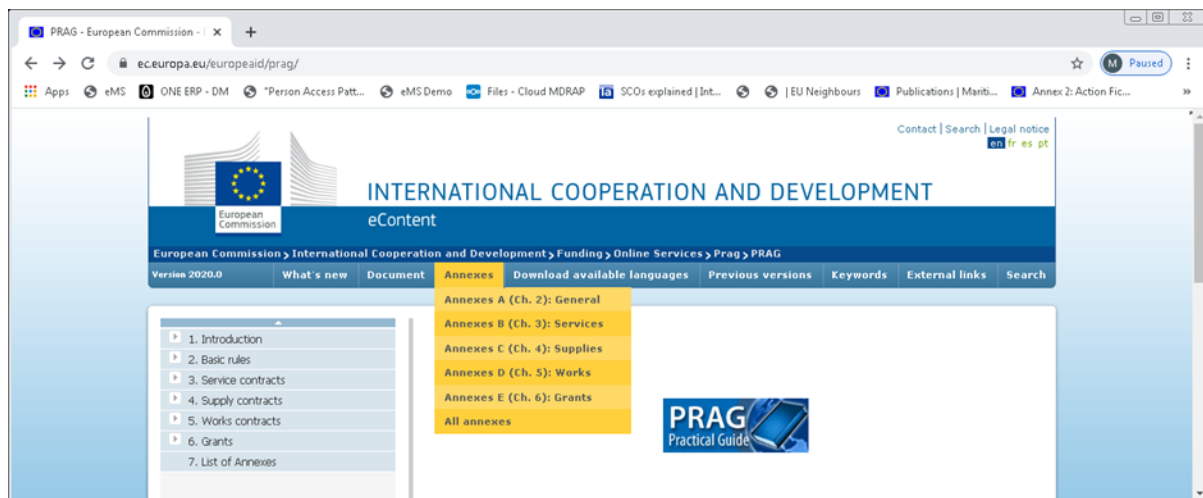 PRAG - European Commission -
ec.europa.eu/europeaid/prag/
M Paused
Apps eMS ONE ERP - DM "Person Access Patt... eMS Demo Files - Cloud MDRAP SCOs explained | Int... | EU Neighbours Publications | Mariti... Annex 2: Action Fic... »
Contact | Search | Legal notice
en fr es pt
European
Commission
INTERNATIONAL COOPERATION AND DEVELOPMENT
eContent
European Commission > International Cooperation and Development > Funding > Online Services > Prag > PRAG
Version 2020.0 What's new Document Annexes Download available languages Previous versions Keywords External links Search
Annexes A (Ch. 2): General
Annexes B (Ch. 3): Services
Annexes C (Ch. 4): Supplies
Annexes D (Ch. 5): Works
Annexes E (Ch. 6): Grants
All annexes
1. Introduction
2. Basic rules
3. Service contracts
4. Supply contracts
5. Works contracts
6. Grants
7. List of Annexes
PRAG
Practical Guide